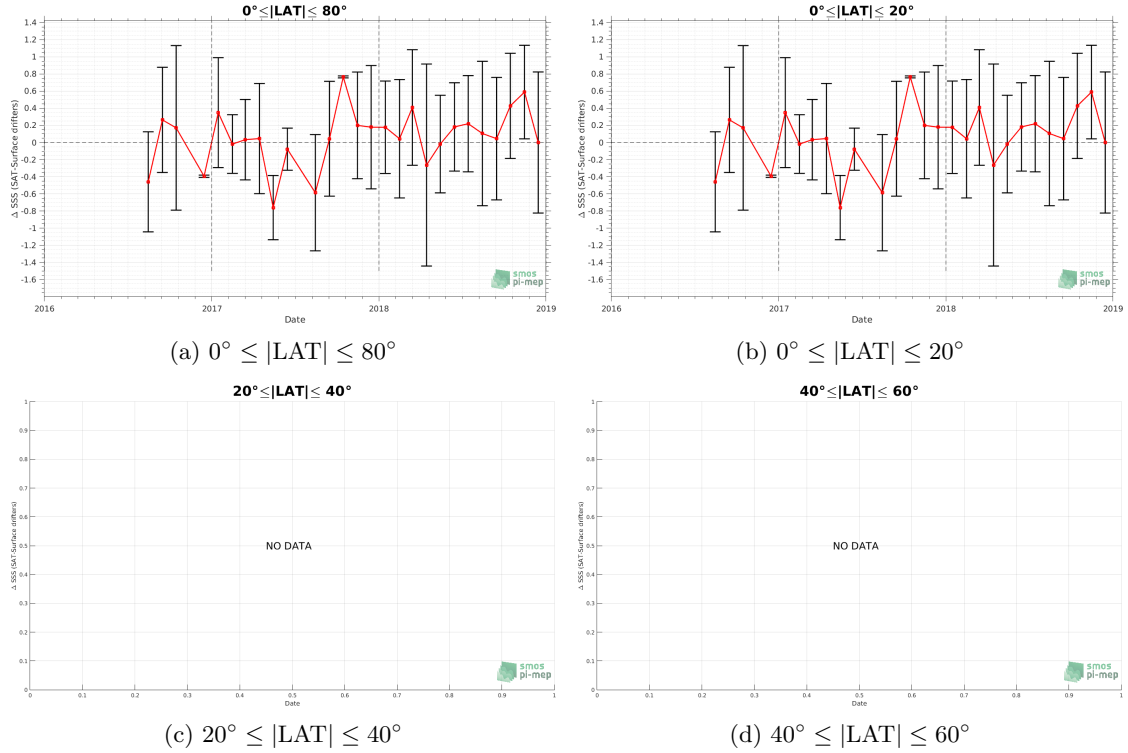 0°≤|LAT|≤ 80°
1.4
1.2
1
0.8
0.6
0.4
0.2
0
-0.2
-0.4
-0.6
-0.8
-1
-1.2
-1.4
-1.6
Δ SSS (SAT-Surface drifters)
2016
2017
2018
2019
Date
smos
pi-mep
(a) 0° ≤ |LAT| ≤ 80°
0°≤|LAT|≤ 20°
1.4
1.2
1
0.8
0.6
0.4
0.2
0
-0.2
-0.4
-0.6
-0.8
-1
-1.2
-1.4
-1.6
Δ SSS (SAT-Surface drifters)
2016
2017
2018
2019
Date
smos
pi-mep
(b) 0° ≤ |LAT| ≤ 20°
20°≤|LAT|≤ 40°
1
0.9
0.8
0.7
0.6
0.5
0.4
0.3
0.2
0.1
0
Δ SSS (SAT-Surface drifters)
NO DATA
0 0.1 0.2 0.3 0.4 0.5 0.6 0.7 0.8 0.9 1
Date
smos
pi-mep
(c) 20° ≤ |LAT| ≤ 40°
40°≤|LAT|≤ 60°
1
0.9
0.8
0.7
0.6
0.5
0.4
0.3
0.2
0.1
0
Δ SSS (SAT-Surface drifters)
NO DATA
0 0.1 0.2 0.3 0.4 0.5 0.6 0.7 0.8 0.9 1
Date
smos
pi-mep
(d) 40° ≤ |LAT| ≤ 60°